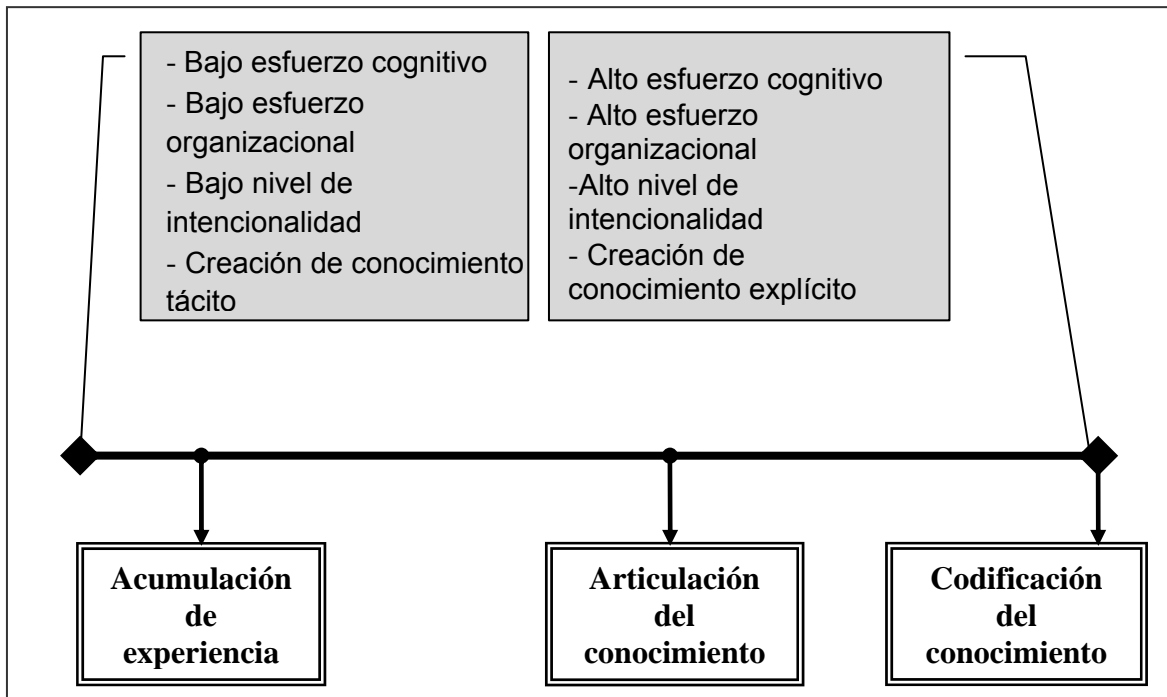 - Bajo esfuerzo cognitivo
- Bajo esfuerzo
organizacional
- Bajo nivel de
intencionalidad
- Creación de conocimiento
tácito
- Alto esfuerzo cognitivo
- Alto esfuerzo
organizacional
-Alto nivel de
intencionalidad
- Creación de
conocimiento explícito
Acumulación
de
experiencia
Articulación
del
conocimiento
Codificación
del
conocimiento